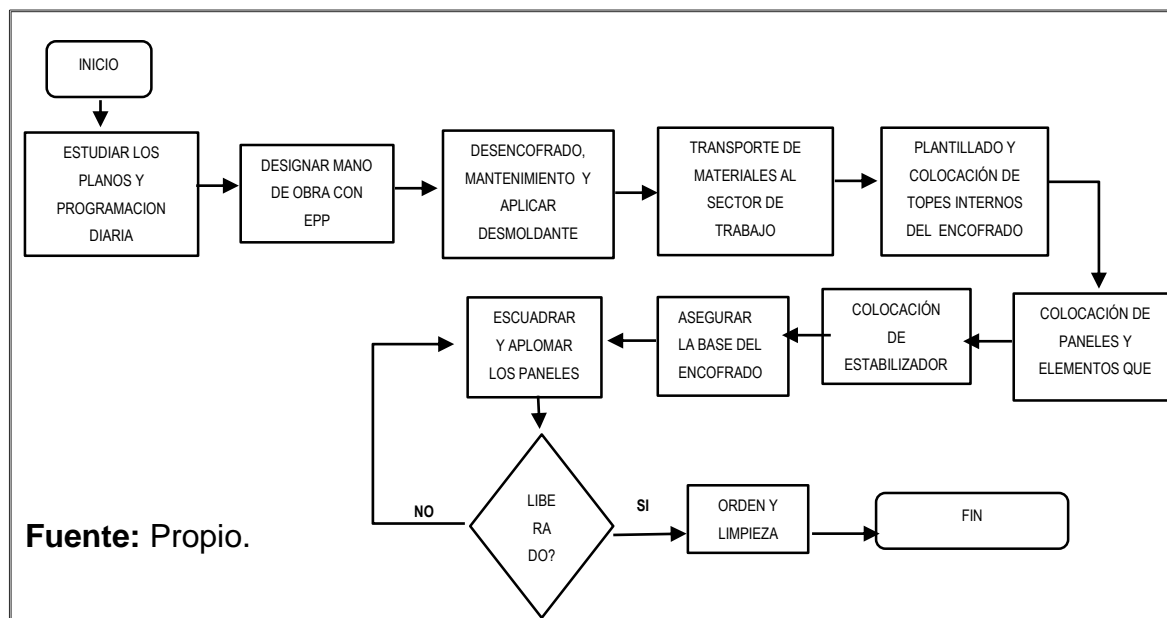 INICIO
ESTUDIAR LOS
PLANOS Y
PROGRAMACION
DIARIA
DESIGNAR MANO
DE OBRA CON
EPP
DESENCOFRADO,
MANTENIMIENTO Y
APLICAR
DESMOLDANTE
TRANSPORTE DE
MATERIALES AL
SECTOR DE
TRABAJO
PLANTILLADO Y
COLOCACIÓN DE
TOPES INTERNOS
DEL ENCOFRADO
COLOCACIÓN DE
PANELES Y
ELEMENTOS QUE
COLOCACIÓN
DE
ESTABILIZADOR
ASEGURAR
LA BASE DEL
ENCOFRADO
ESCUADRAR
Y APLOMAR
LOS PANELES
LIBE
RA
DO?
NO
SI
ORDEN Y
LIMPIEZA
FIN
Fuente: Propio.